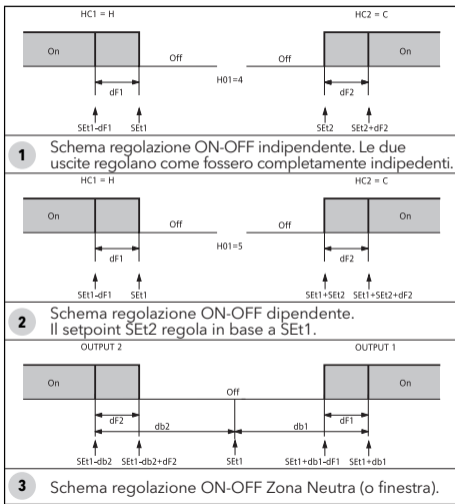 HC1 = H HC2 = C
On Off Off On
H01=4
dF1 dF2
SEt1-dF1 SEt1 SEt2 SEt2+dF2
1 Schema regolazione ON-OFF indipendente. Le due
uscite regolano come fossero completamente indipedenti.
HC1 = H HC2 = C
On Off Off On
H01=5
dF1 dF2
SEt1-dF1 SEt1 SEt1+SEt2 SEt1+SEt2+dF2
2 Schema regolazione ON-OFF dipendente.
Il setpoint SEt2 regola in base a SEt1.
OUTPUT 2 OUTPUT 1
On Off On
dF2 dF1
db2 db1
SEt1-db2 SEt1-db2+dF2 SEt1 SEt1+db1-dF1 SEt1+db1
3 Schema regolazione ON-OFF Zona Neutra (o finestra).